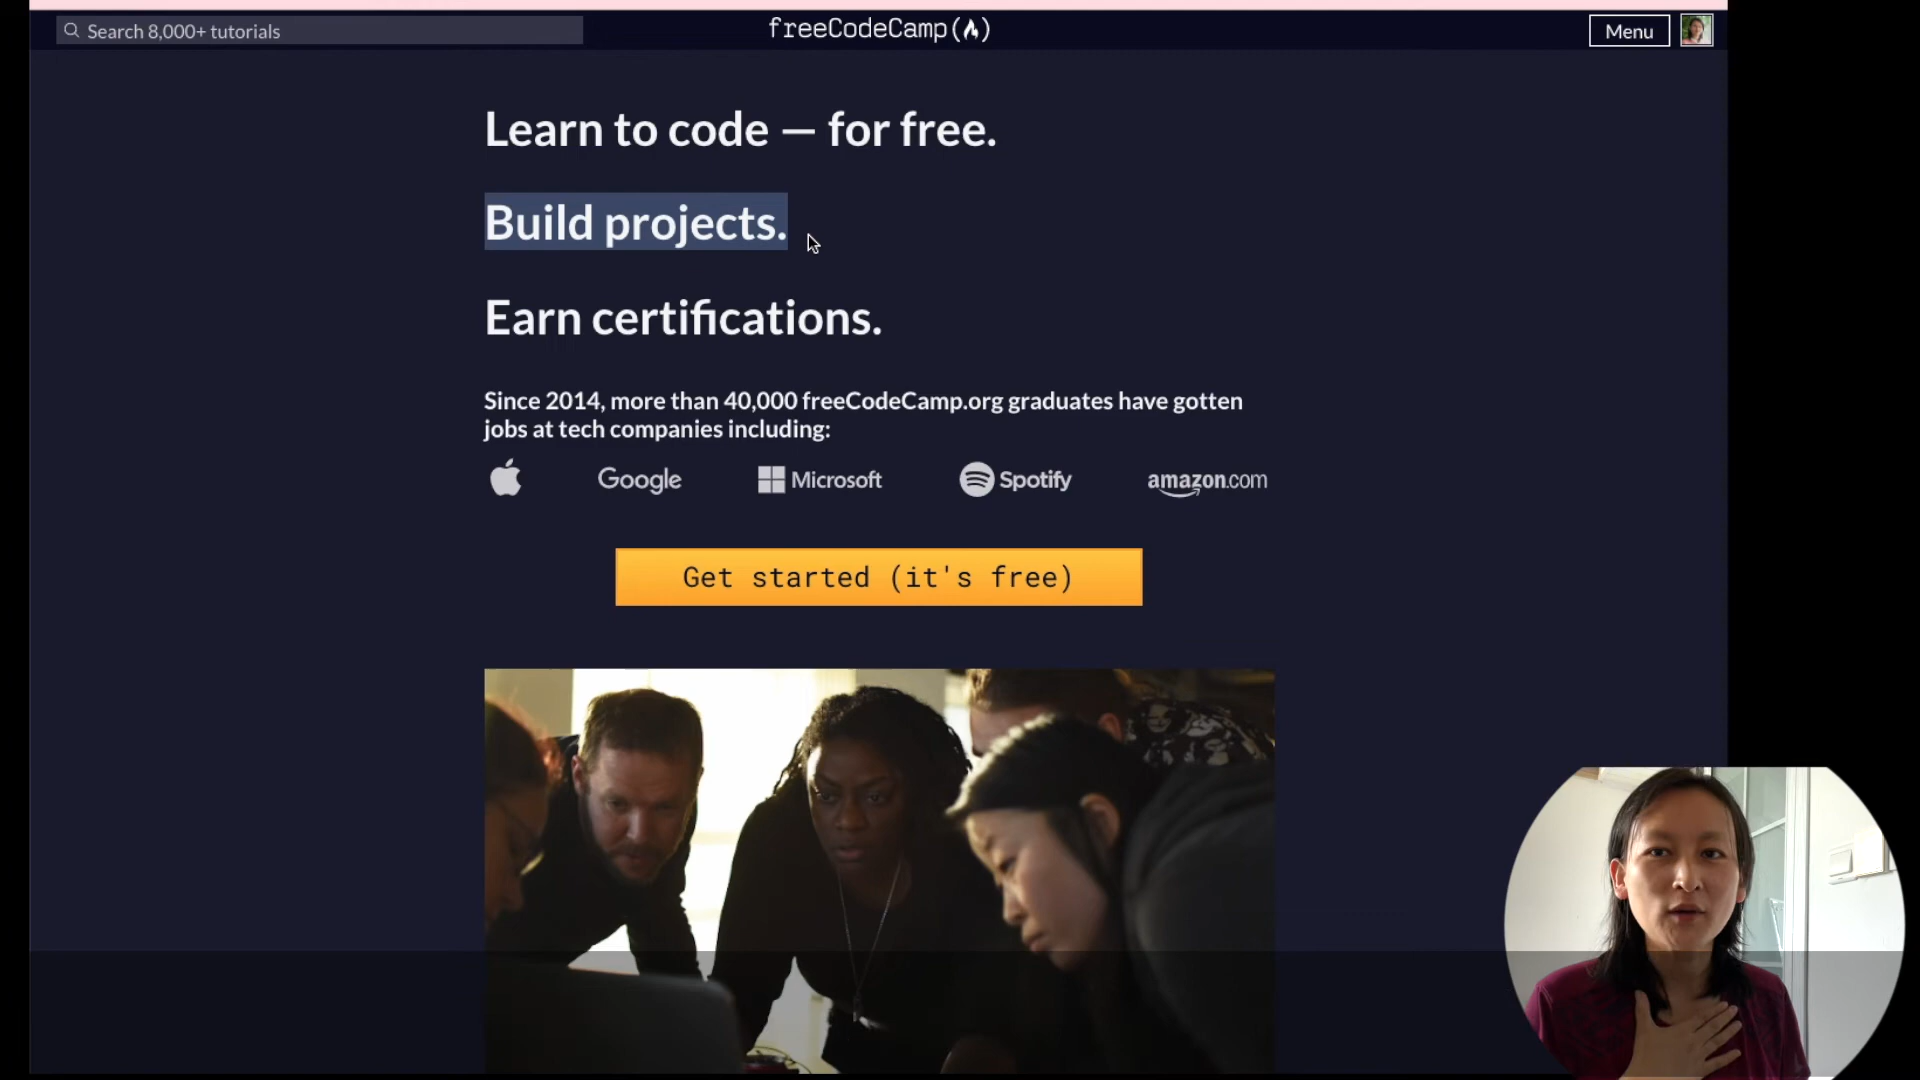 Search 8,000+ tutorials
freeCodeCamp(🔥)
Menu
Learn to code — for free.
Build projects.
Earn certifications.
Since 2014, more than 40,000 freeCodeCamp.org graduates have gotten
jobs at tech companies including:
Google
Microsoft
Spotify
amazon.com
Get started (it's free)